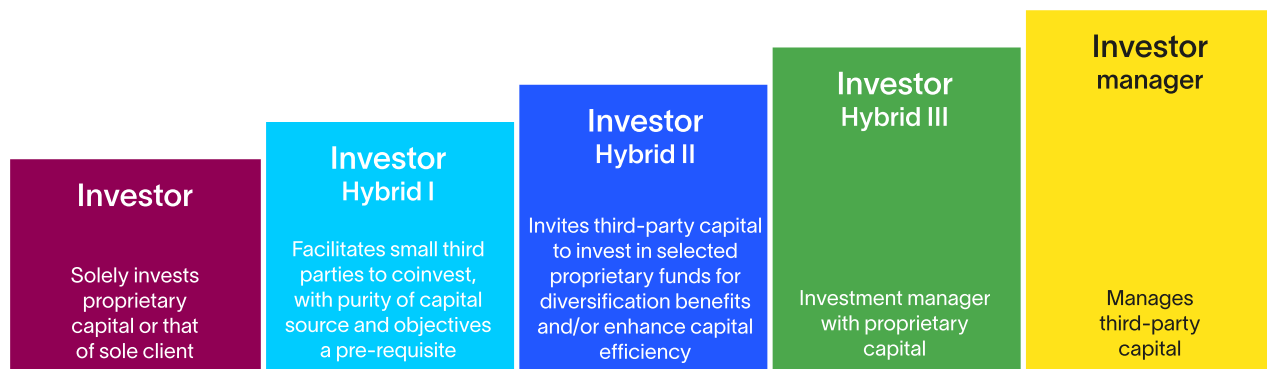 Investor
Solely invests
proprietary
capital or that
of sole client
Investor
Hybrid I
Facilitates small third
parties to coinvest,
with purity of capital
source and objectives
a pre-requisite
Investor
Hybrid II
Invites third-party capital
to invest in selected
proprietary funds for
diversification benefits
and/or enhance capital
efficiency
Investor
Hybrid III
Investment manager
with proprietary
capital
Investor
manager
Manages
third-party
capital